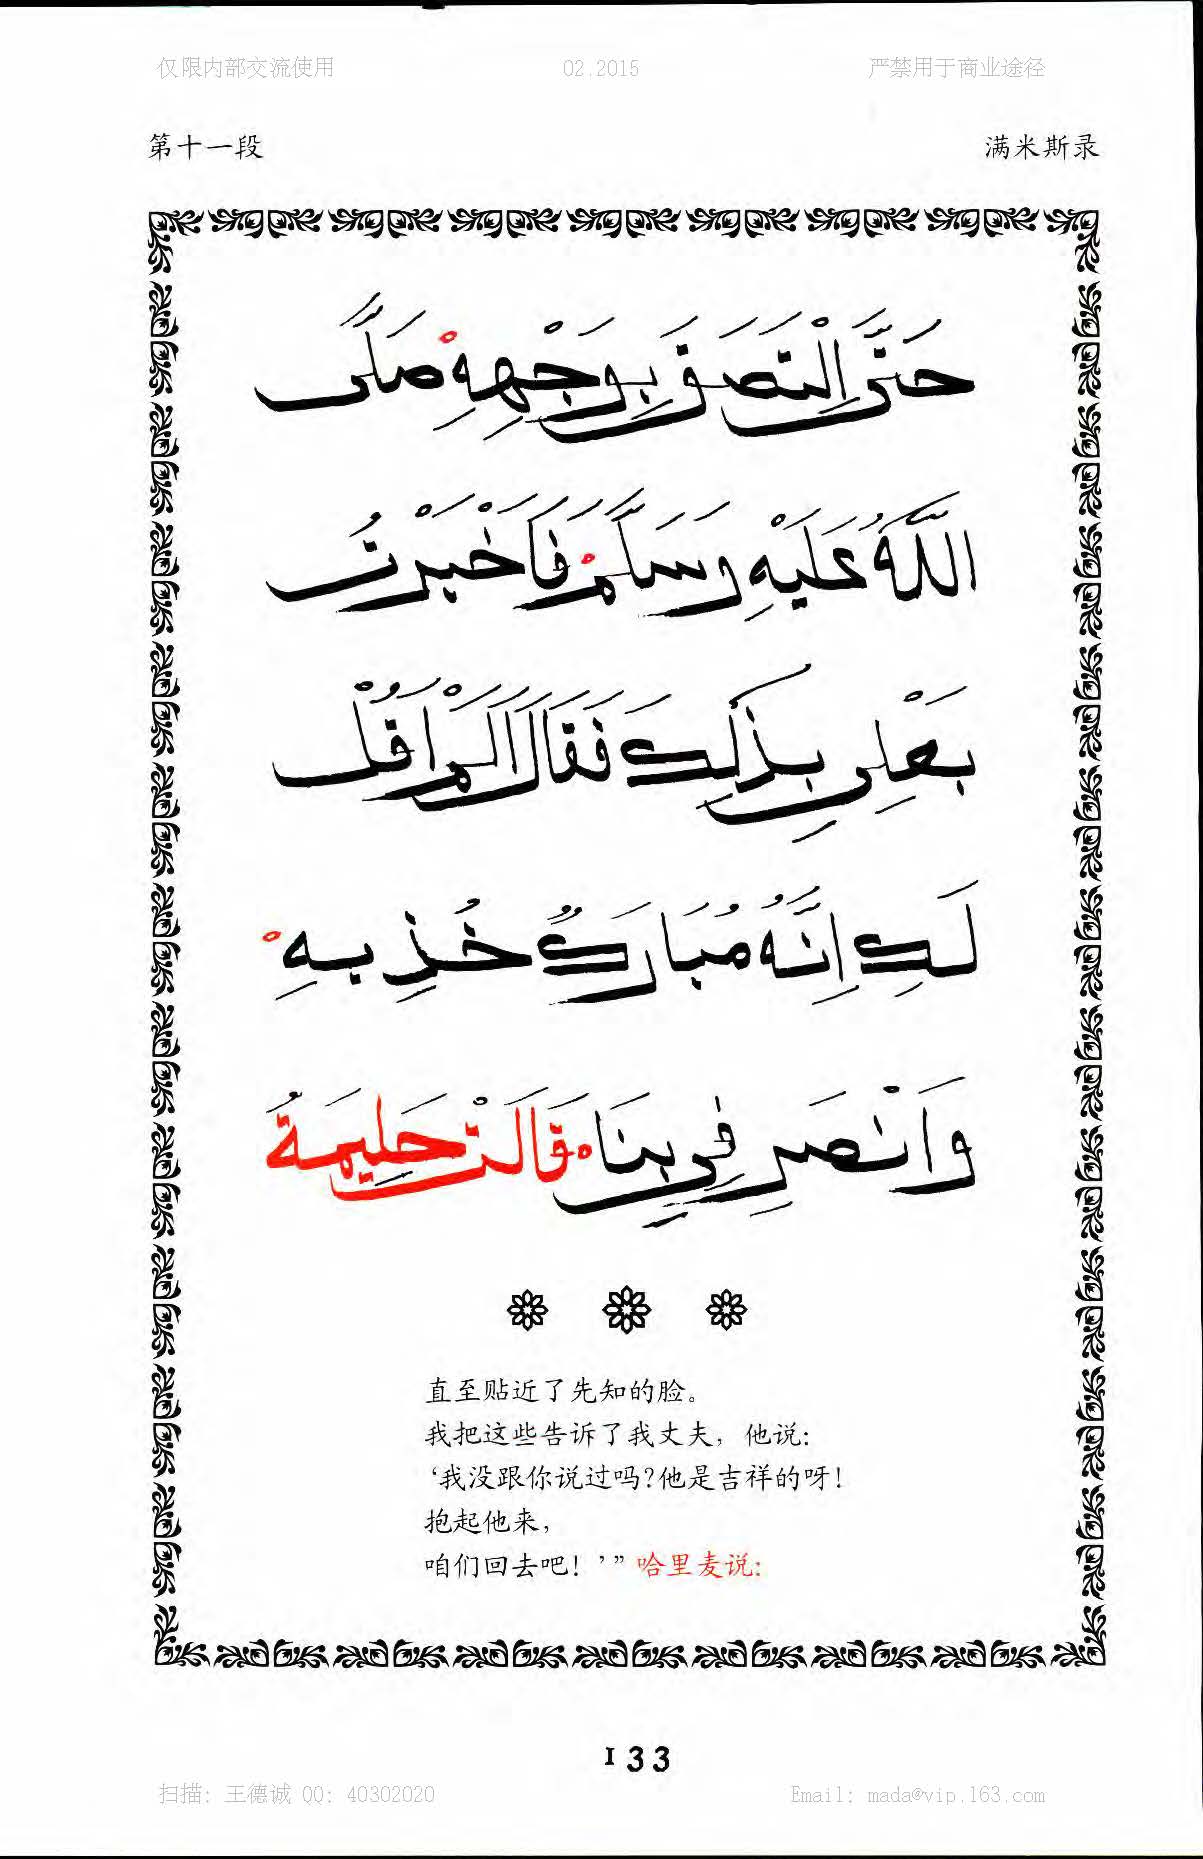 仅限内部交流使用 02.2015 严禁用于商业途径
第十一段 满米斯录
حَتَّى الْتَصَقَ بِوَجْهِهِ صَلَّى
اللَّهُ عَلَيْهِ وَسَلَّمَ فَاَخْبَرْتُ
بَعْلِي بِذَلِكَ فَقَالَ اَلَمْ اَقُلْ
لَكِ اِنَّهُ مُبَارَكٌ خُذِ بِهِ
وَانْصَرِفِي بِنَا قَالَتْ حَلِيمَةُ
直至贴近了先知的脸。
我把这些告诉了我丈夫，他说：
‘我没跟你说过吗？他是吉祥的呀！
抱起他来，
咱们回去吧！’”哈里麦说：
133
扫描：王德诚 QQ：40302020 Email：mada@vip.163.com